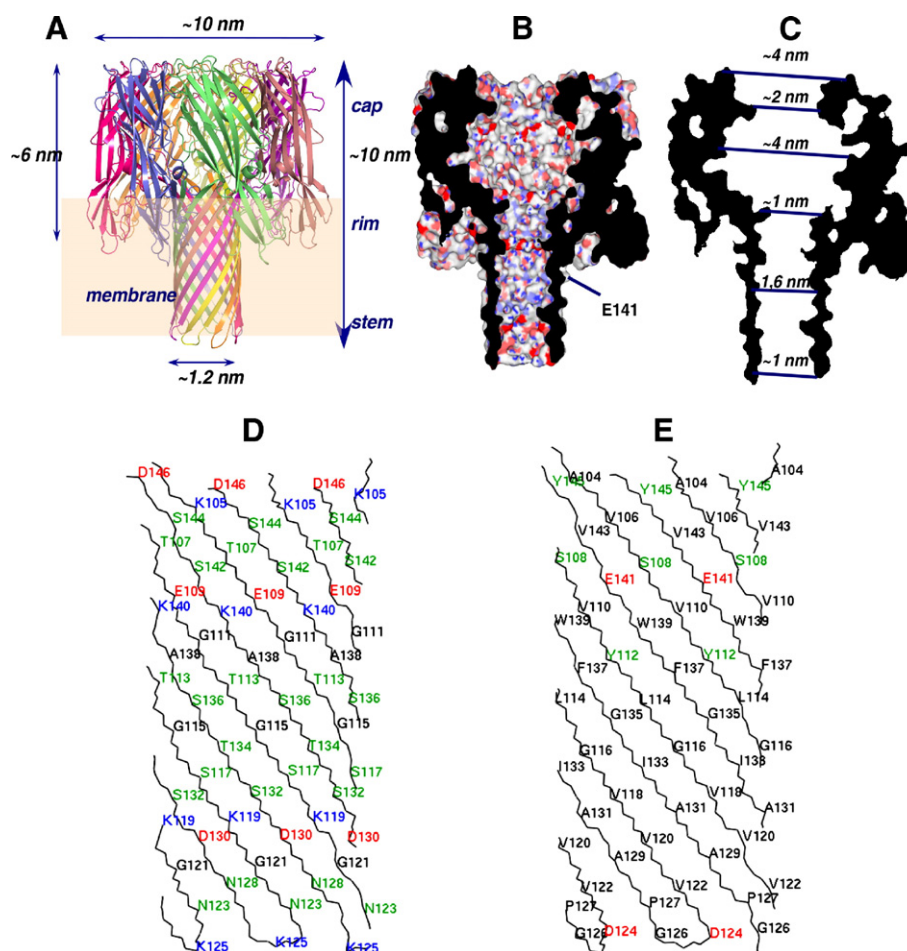 A
B
C
~10 nm
cap
~6 nm
~10 nm
rim
membrane
stem
~1.2 nm
E141
~4 nm
~2 nm
~4 nm
~1 nm
1,6 nm
~1 nm
D
D146 D146 D146 K105
K105 K105
S144 S144 S144
T107 T107 T107
S142 S142 S142
E109 E109 E109
K140 K140 K140
G111 G111 G111
A138 A138 A138
T113 T113 T113
S136 S136 S136
G115 G115 G115
T134 T134
S117 S117 S117
S132 S132 S132
K119 K119 K119
D130 D130 D130
G121 G121 G121
N128 N128
N123 N123 N123
K125 K125 K125
E
A104 A104 A104
Y145 Y145 Y145
V106 V106
V143 V143 V143
S108 S108 S108
E141 E141
V110 V110 V110
W139 W139 W139
Y112 Y112
F137 F137 F137
L114 L114 L114
G135 G135
G116 G116 G116
I133 I133 I133
V118 V118
A131 A131 A131
V120 V120 V120
A129 A129
V122 V122 V122
P127 P127 P127
G126 D124 G126 D124 G126